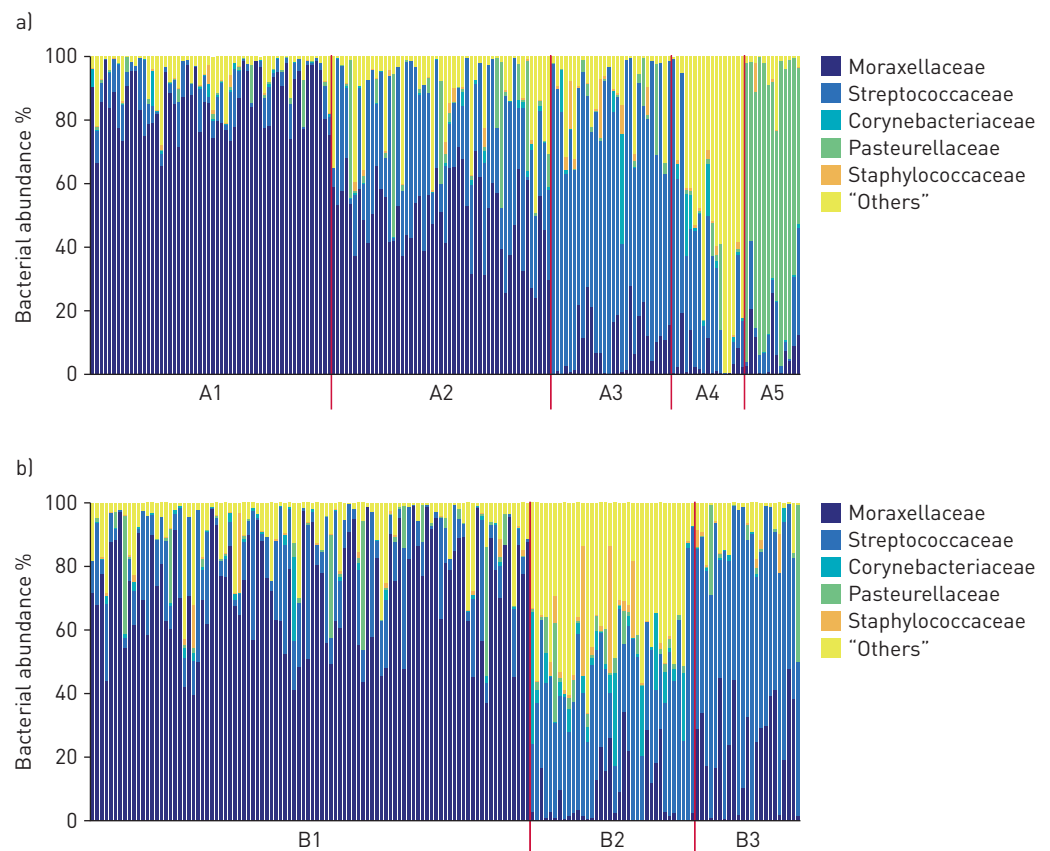 a)
100
80
60
40
20
0
Bacterial abundance %
A1 A2 A3 A4 A5
Moraxellaceae
Streptococcaceae
Corynebacteriaceae
Pasteurellaceae
Staphylococcaceae
“Others”
b)
100
80
60
40
20
0
Bacterial abundance %
B1 B2 B3
Moraxellaceae
Streptococcaceae
Corynebacteriaceae
Pasteurellaceae
Staphylococcaceae
“Others”